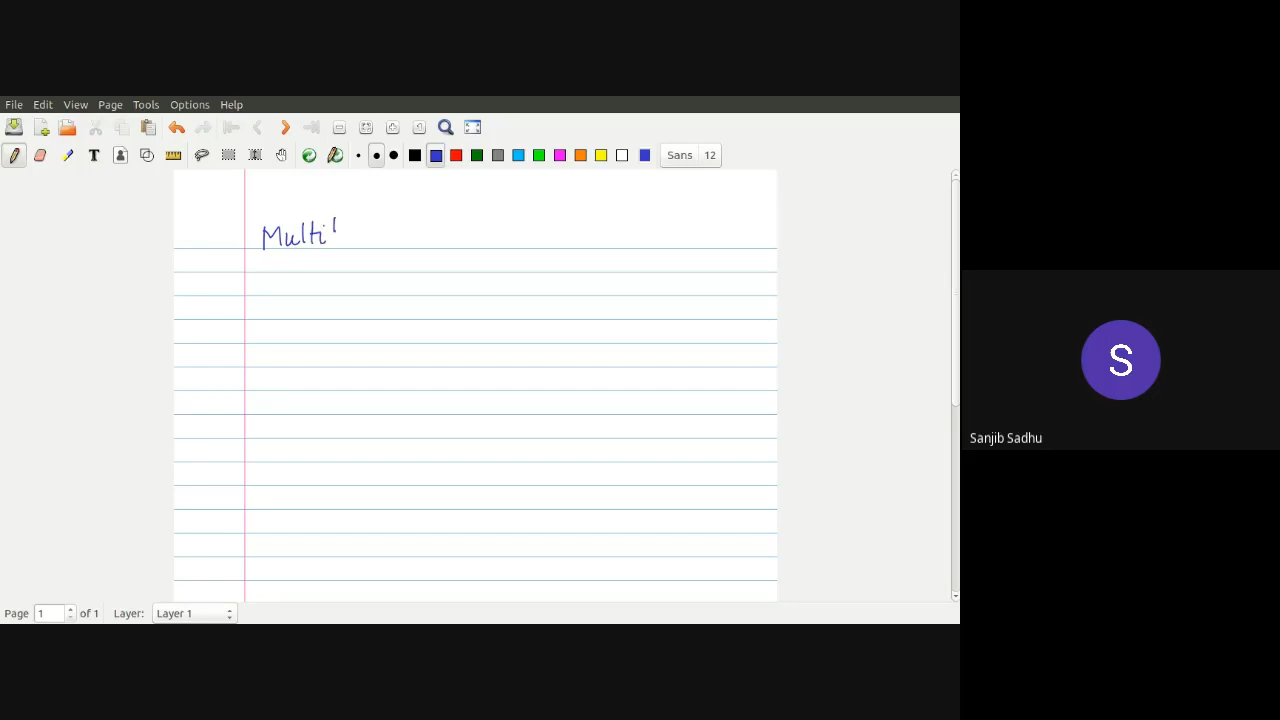 File Edit View Page Tools Options Help
T Sans 12
Multi
S
Sanjib Sadhu
Page 1 of 1 Layer: Layer 1